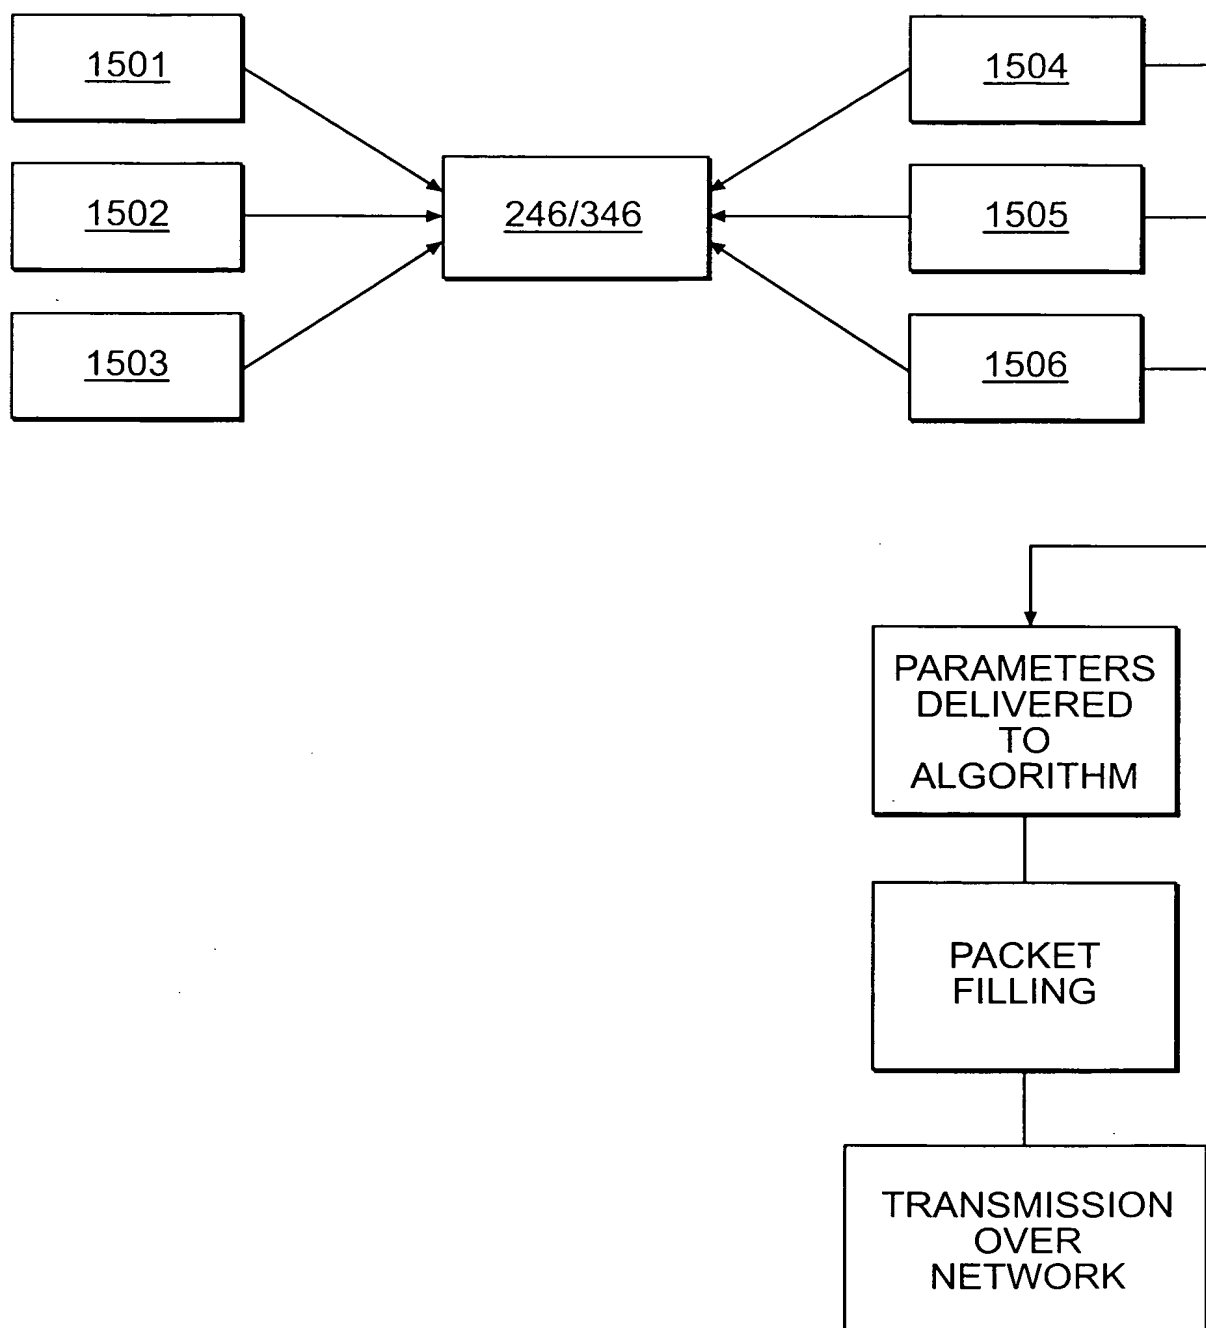 1501
1504
1502
246/346
1505
1503
1506
PARAMETERS
DELIVERED
TO
ALGORITHM
PACKET
FILLING
TRANSMISSION
OVER
NETWORK